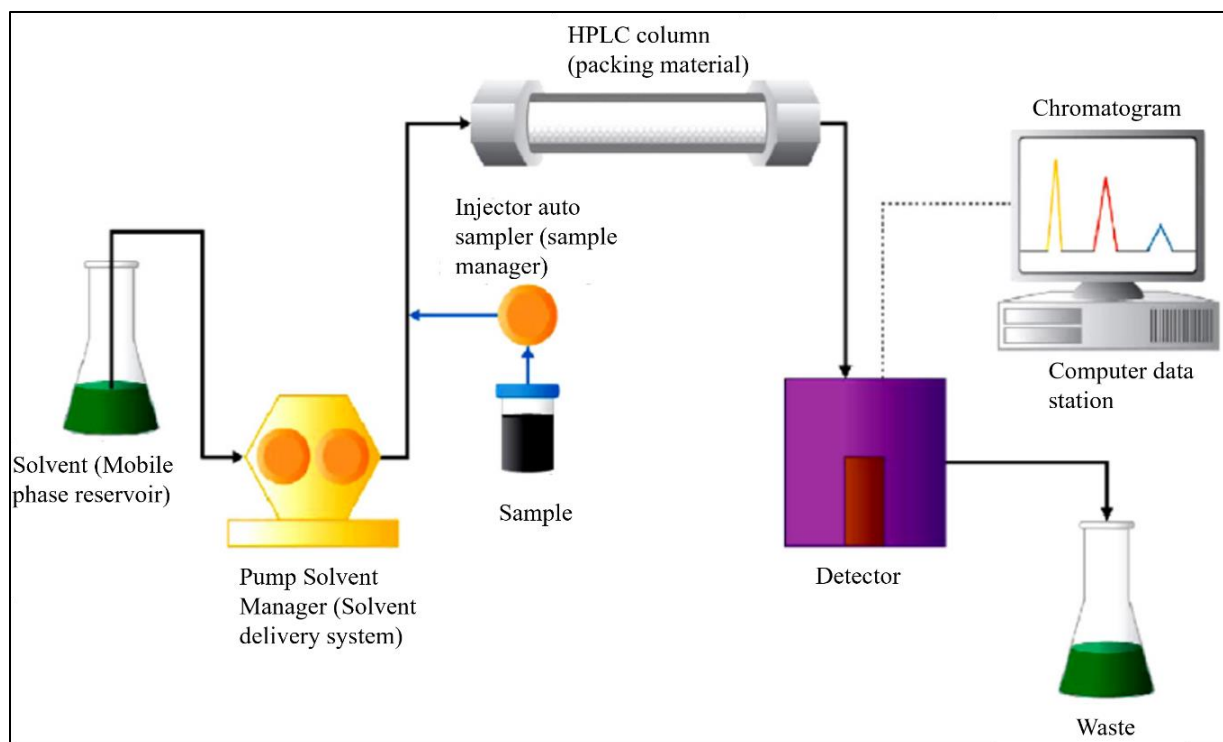 HPLC column
(packing material)
Chromatogram
Injector auto
sampler (sample
manager)
Solvent (Mobile
phase reservoir)
Sample
Pump Solvent
Manager (Solvent
delivery system)
Detector
Computer data
station
Waste